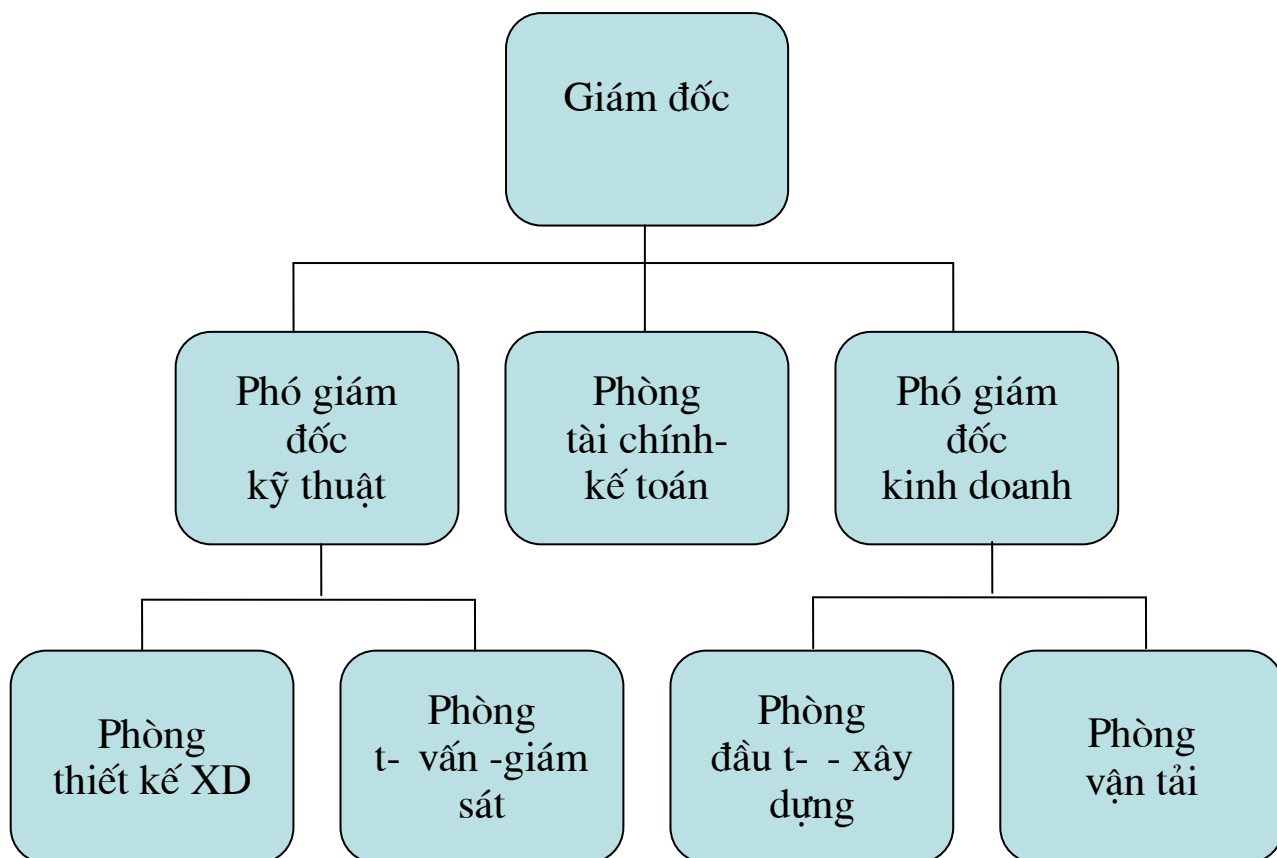 Giám đốc
Phó giám
đốc
kỹ thuật
Phòng
tài chính-
kế toán
Phó giám
đốc
kinh doanh
Phòng
thiết kế XD
Phòng
t- vấn -giám
sát
Phòng
đầu t- - xây
dựng
Phòng
vận tải